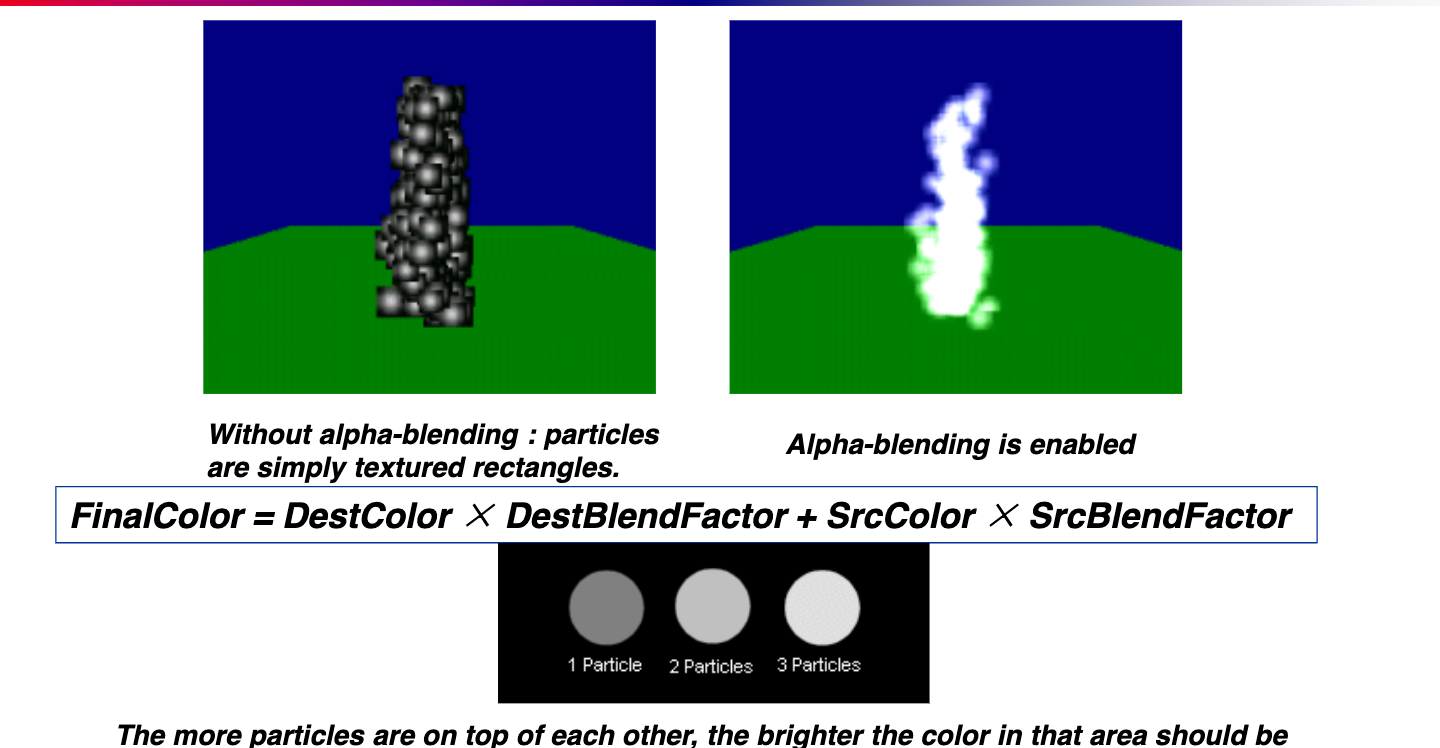 Without alpha-blending : particles
are simply textured rectangles.
Alpha-blending is enabled
FinalColor = DestColor × DestBlendFactor + SrcColor × SrcBlendFactor
1 Particle 2 Particles 3 Particles
The more particles are on top of each other, the brighter the color in that area should be